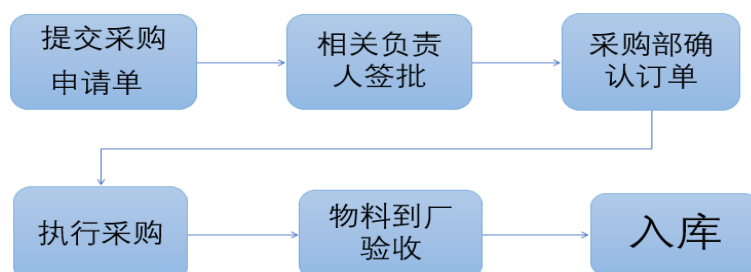 提交采购
申请单
相关负责
人签批
采购部确
认订单
执行采购
物料到厂
验收
入库